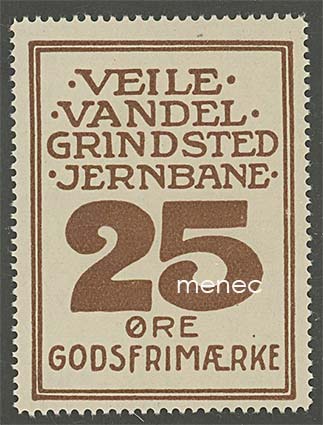 ·VEILE·
·VANDEL·
GRINDSTED
·JERNBANE·
25
menec
ØRE
GODSFRIMÆRKE